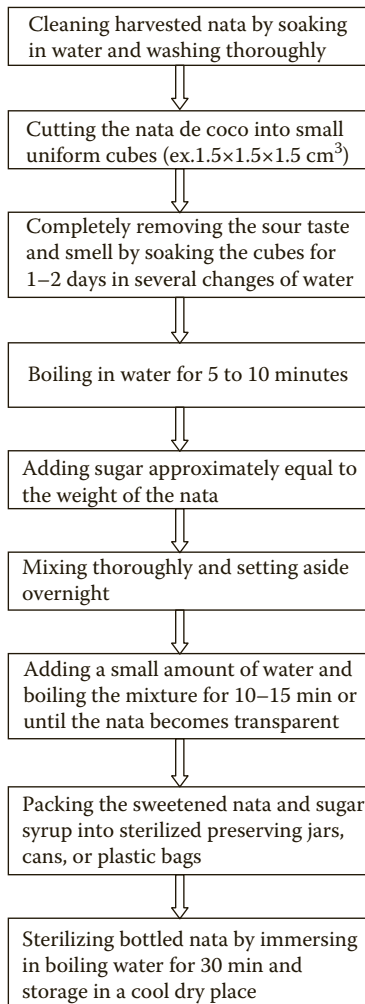 Cleaning harvested nata by soaking
in water and washing thoroughly
Cutting the nata de coco into small
uniform cubes (ex.1.5×1.5×1.5 cm³)
Completely removing the sour taste
and smell by soaking the cubes for
1–2 days in several changes of water
Boiling in water for 5 to 10 minutes
Adding sugar approximately equal to
the weight of the nata
Mixing thoroughly and setting aside
overnight
Adding a small amount of water and
boiling the mixture for 10–15 min or
until the nata becomes transparent
Packing the sweetened nata and sugar
syrup into sterilized preserving jars,
cans, or plastic bags
Sterilizing bottled nata by immersing
in boiling water for 30 min and
storage in a cool dry place